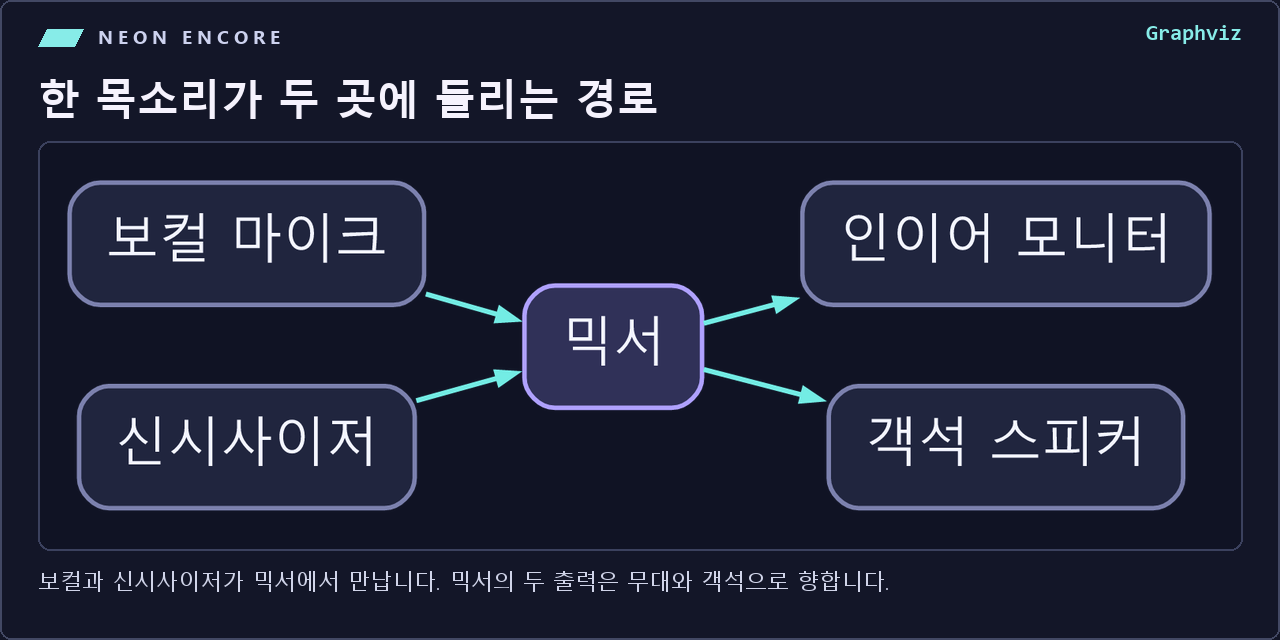 NEON ENCORE
Graphviz
한 목소리가 두 곳에 들리는 경로
보컬 마이크
인이어 모니터
믹서
신시사이저
객석 스피커
보컬과 신시사이저가 믹서에서 만납니다. 믹서의 두 출력은 무대와 객석으로 향합니다.